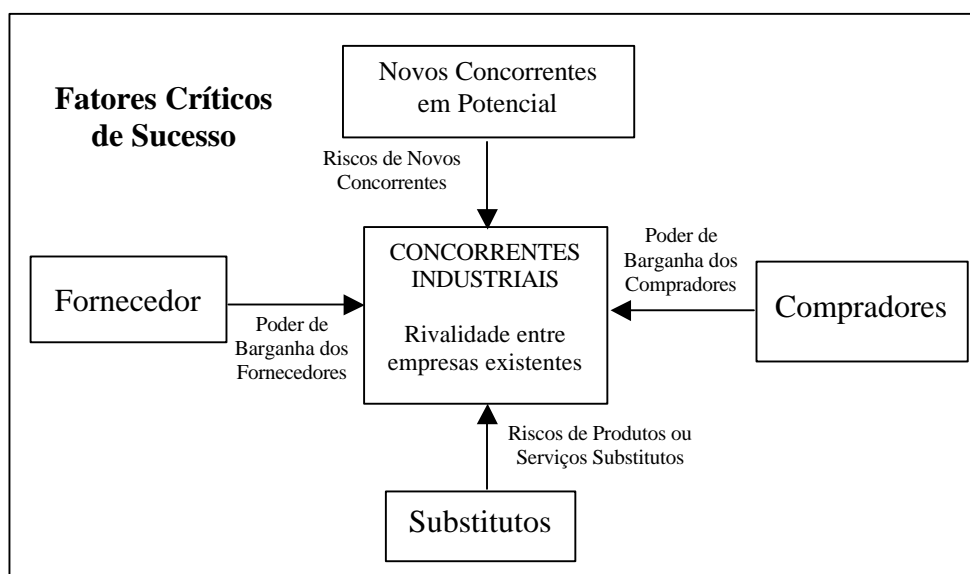 Fatores Críticos
de Sucesso
Novos Concorrentes
em Potencial
Riscos de Novos
Concorrentes
Fornecedor
Poder de
Barganha dos
Fornecedores
CONCORRENTES
INDUSTRIAIS
Rivalidade entre
empresas existentes
Poder de
Barganha dos
Compradores
Compradores
Riscos de Produtos ou
Serviços Substitutos
Substitutos